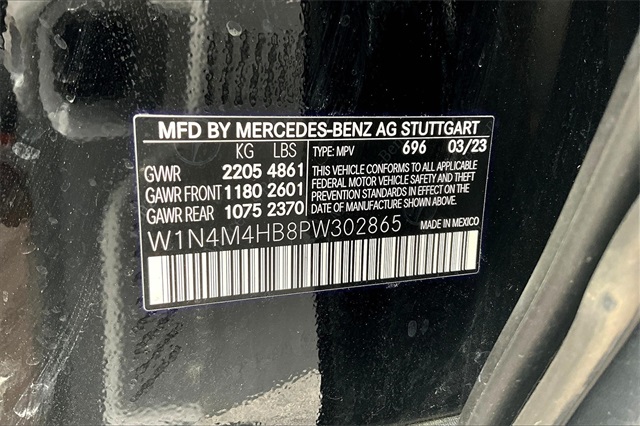 MFD BY MERCEDES-BENZ AG STUTTGART
KG LBS TYPE: MPV 696 03/23
GVWR 2205 4861 THIS VEHICLE CONFORMS TO ALL APPLICABLE
FEDERAL MOTOR VEHICLE SAFETY AND THEFT
GAWR FRONT 1180 2601 PREVENTION STANDARDS IN EFFECT ON THE
GAWR REAR 1075 2370 DATE OF MANUFACTURE SHOWN ABOVE.
W1N4M4HB8PW302865 MADE IN MEXICO